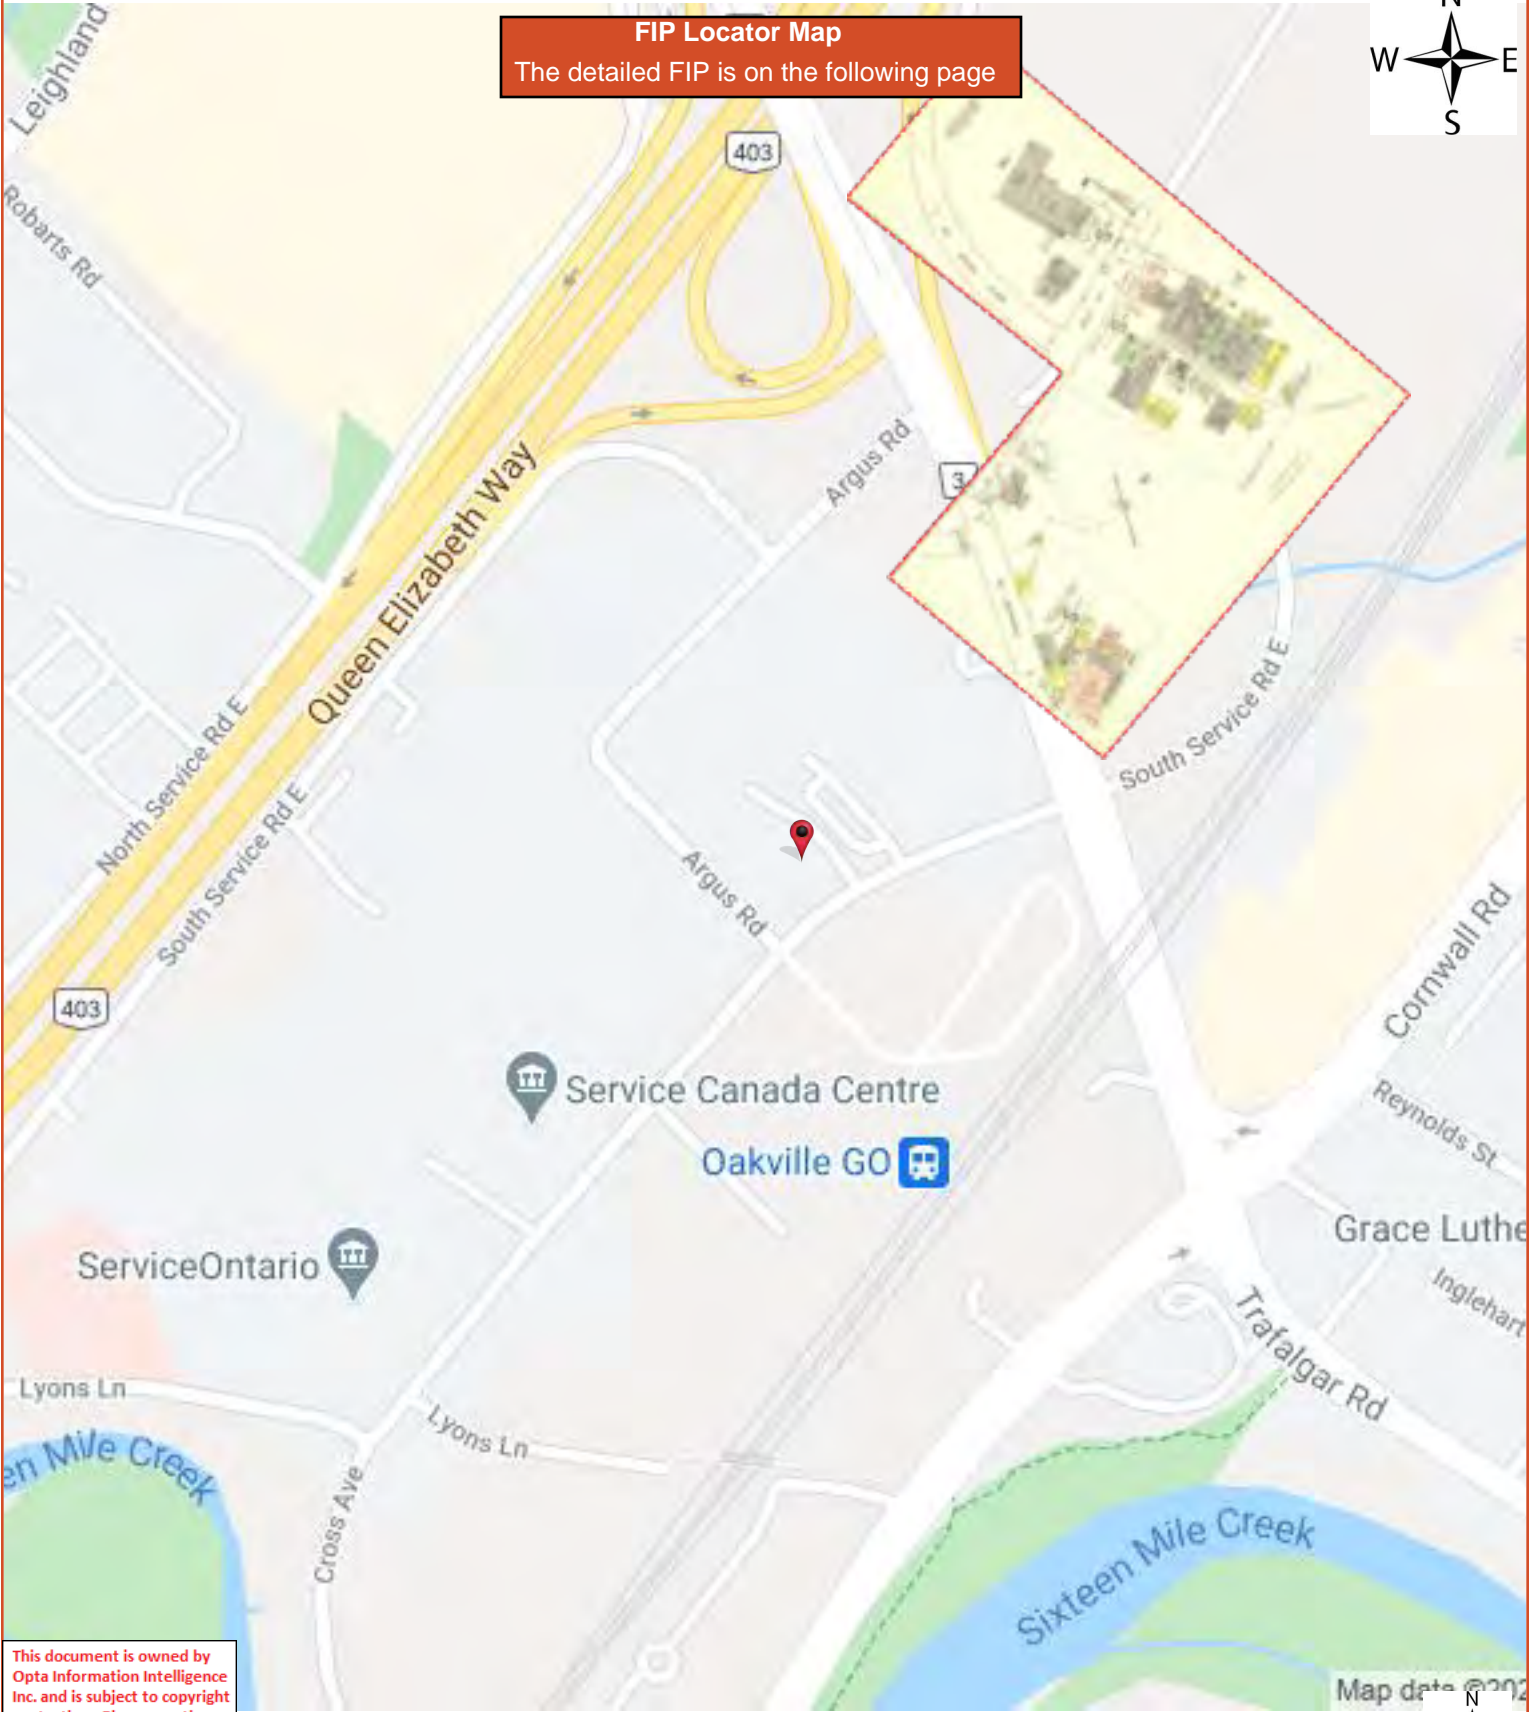 N
FIP Locator Map
The detailed FIP is on the following page
W
E
S
Leighland
403
Robarts Rd
Argus Rd
3
Queen Elizabeth Way
North Service Rd E
South Service Rd E
South Service Rd E
Argus Rd
Cornwall Rd
403
Service Canada Centre
Reynolds St
Oakville GO
Grace Luthe
ServiceOntario
Inglehart
Trafalgar Rd
Lyons Ln
Lyons Ln
en Mile Creek
Cross Ave
Sixteen Mile Creek
This document is owned by
Opta Information Intelligence
Inc. and is subject to copyright
Map data ©202
N